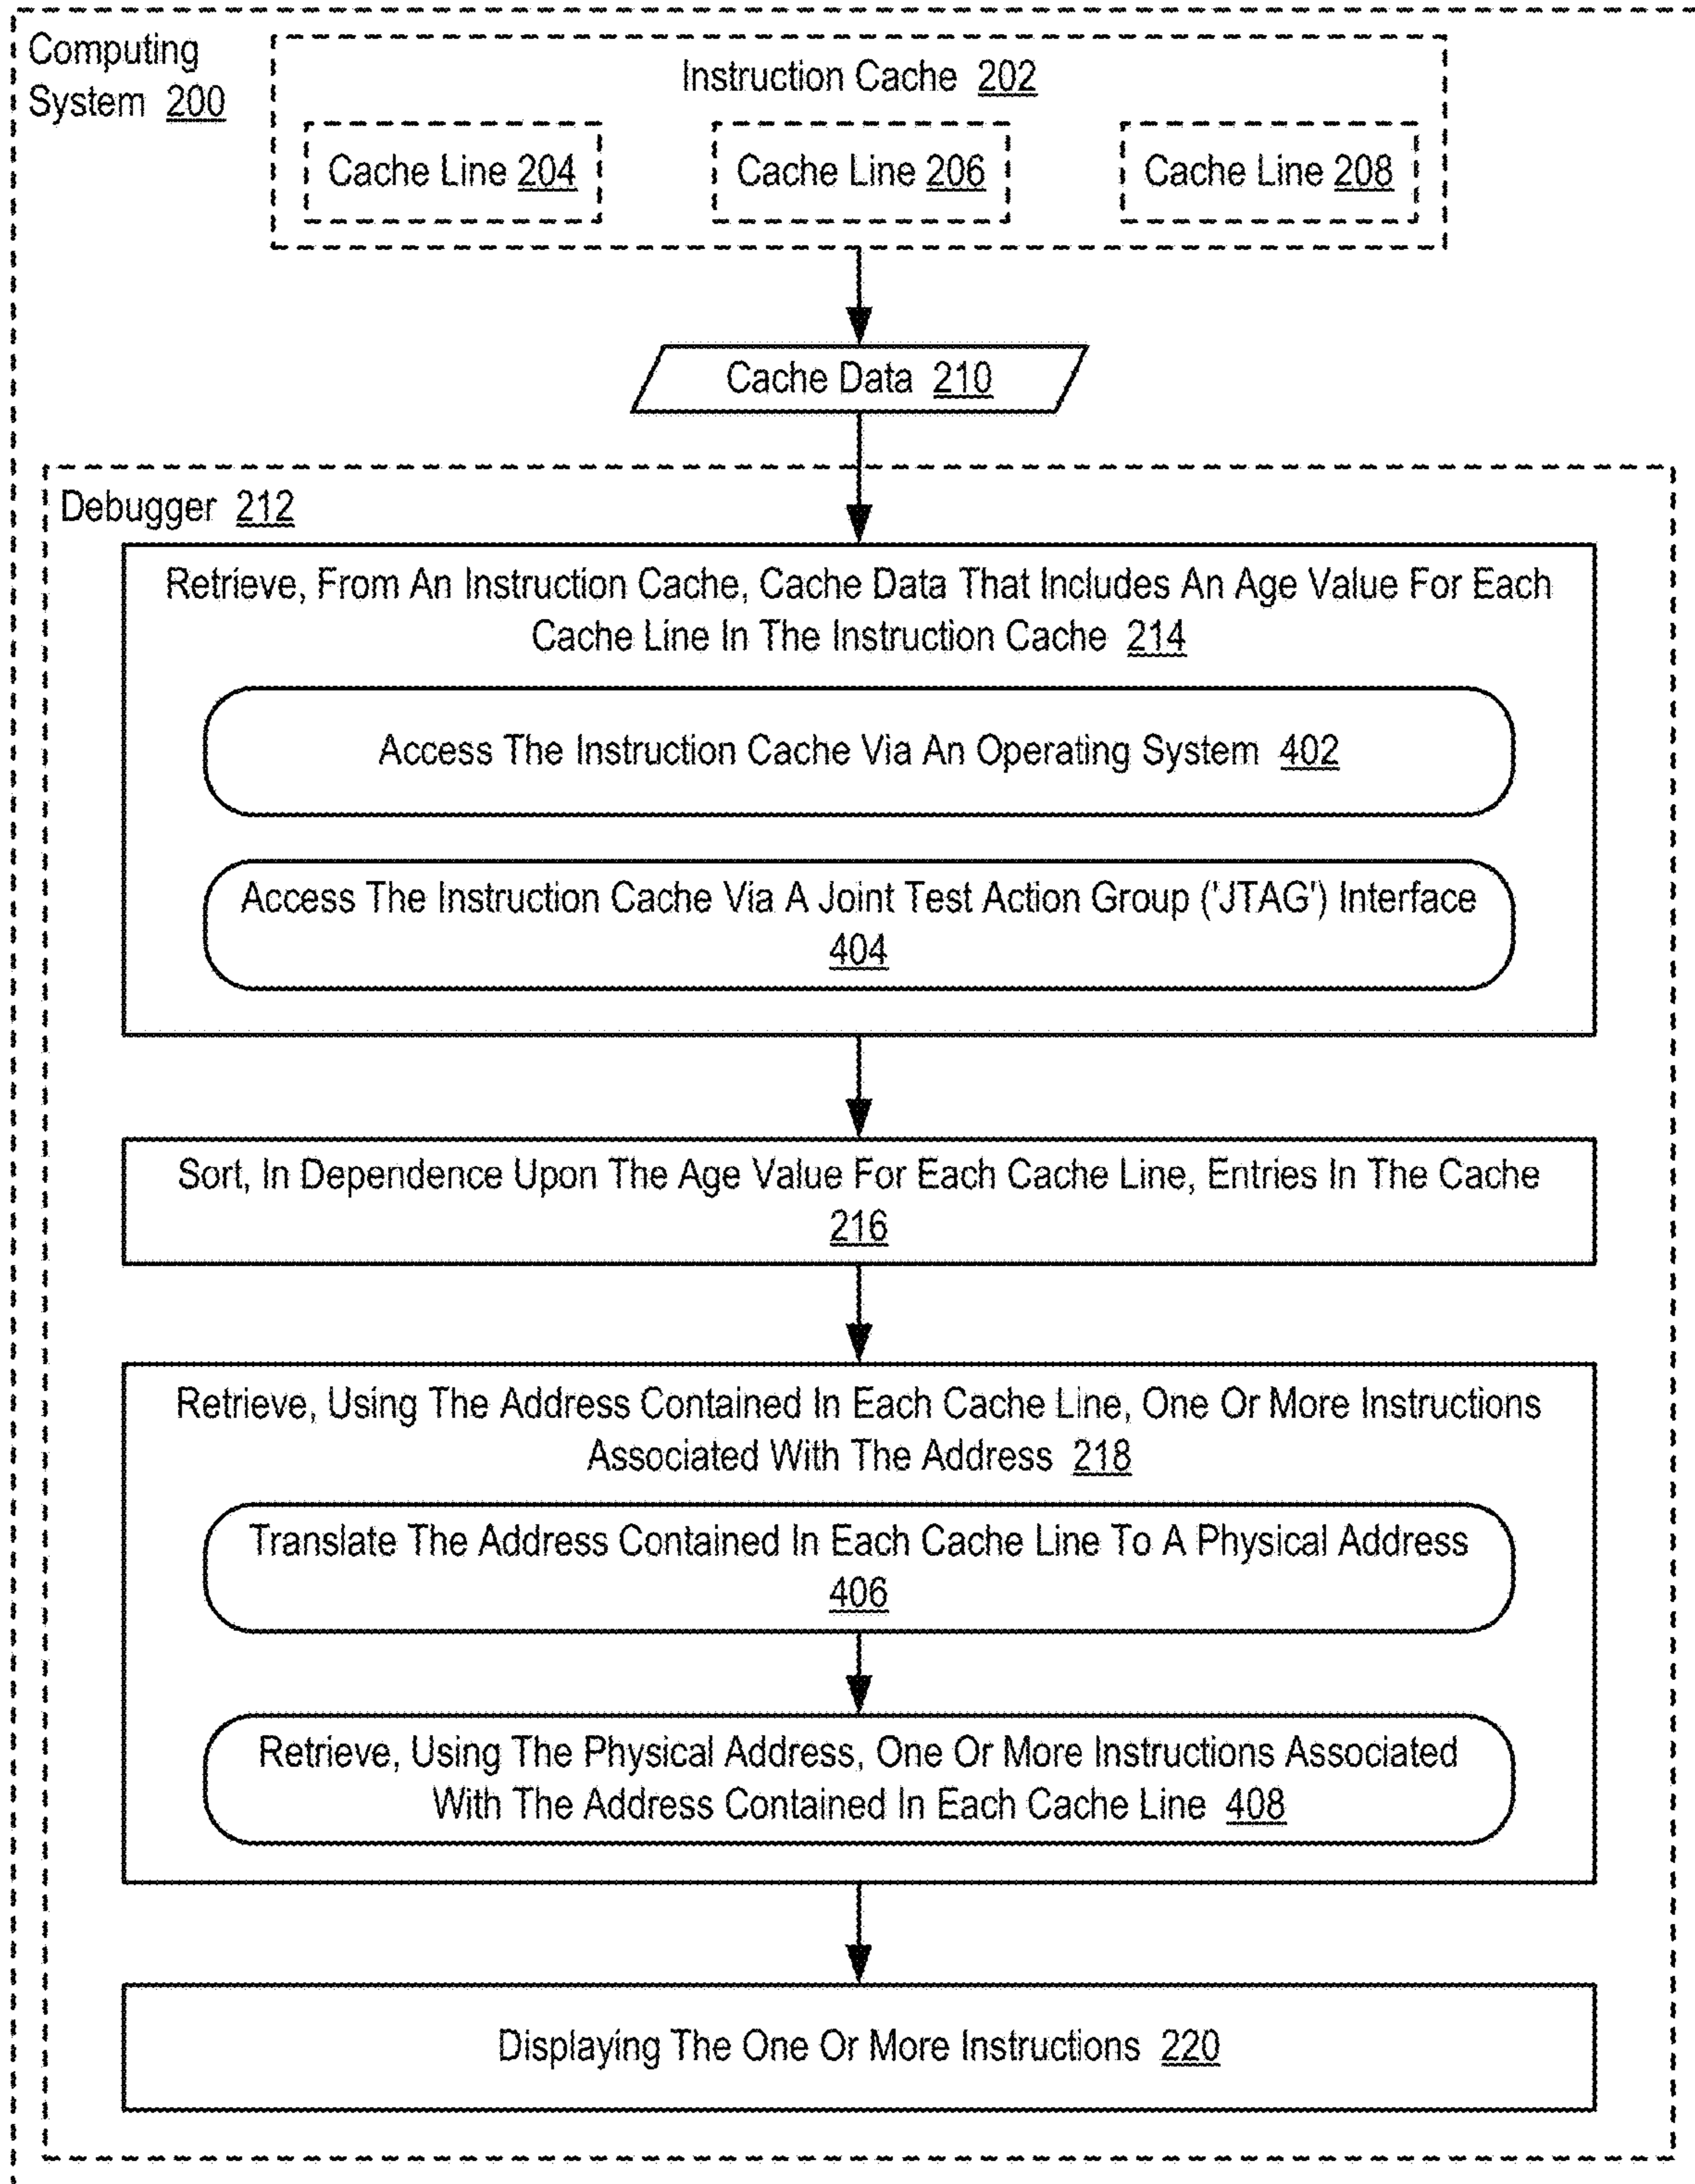 Computing
System 200
Instruction Cache 202
Cache Line 204
Cache Line 206
Cache Line 208
Cache Data 210
Debugger 212
Retrieve, From An Instruction Cache, Cache Data That Includes An Age Value For Each
Cache Line In The Instruction Cache 214
Access The Instruction Cache Via An Operating System 402
Access The Instruction Cache Via A Joint Test Action Group ('JTAG') Interface
404
Sort, In Dependence Upon The Age Value For Each Cache Line, Entries In The Cache
216
Retrieve, Using The Address Contained In Each Cache Line, One Or More Instructions
Associated With The Address 218
Translate The Address Contained In Each Cache Line To A Physical Address
406
Retrieve, Using The Physical Address, One Or More Instructions Associated
With The Address Contained In Each Cache Line 408
Displaying The One Or More Instructions 220